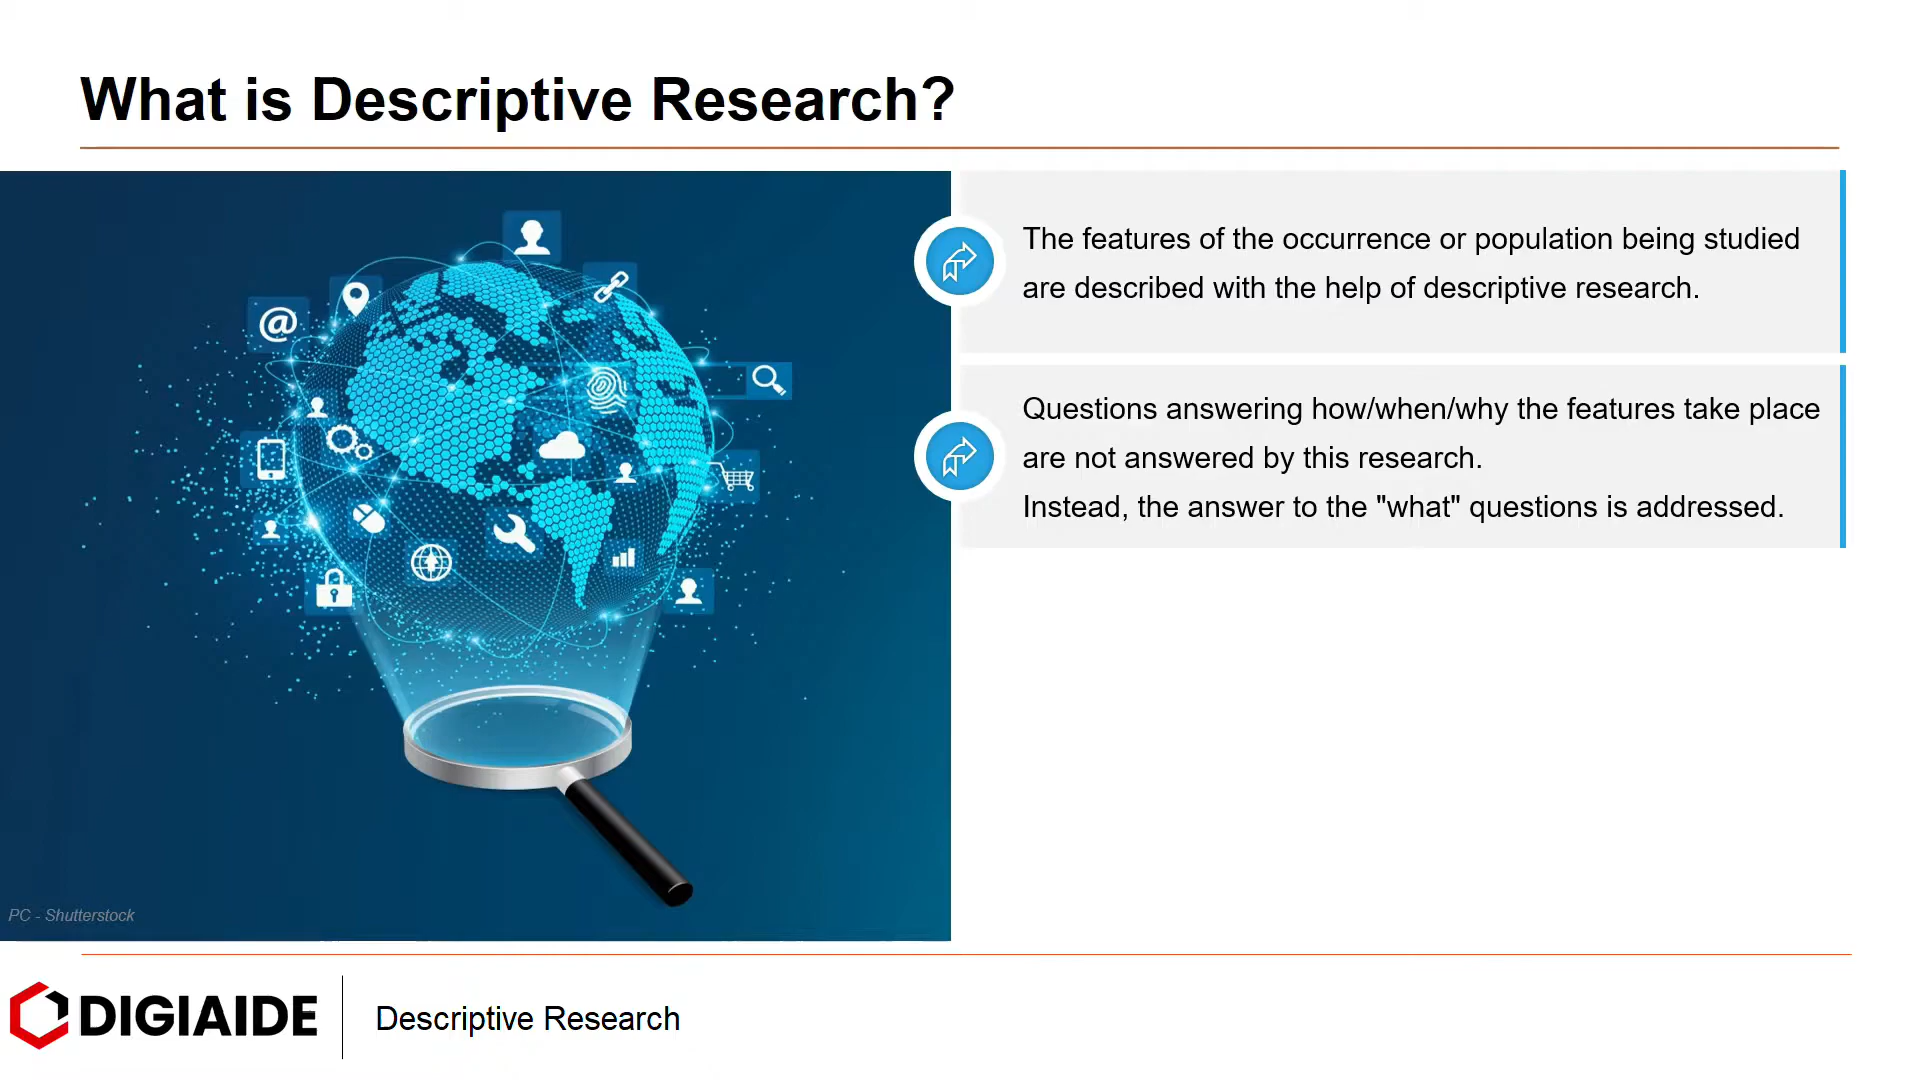 What is Descriptive Research?
The features of the occurrence or population being studied
are described with the help of descriptive research.
Questions answering how/when/why the features take place
are not answered by this research.
Instead, the answer to the "what" questions is addressed.
@
PC - Shutterstock
DIGIAIDE
Descriptive Research